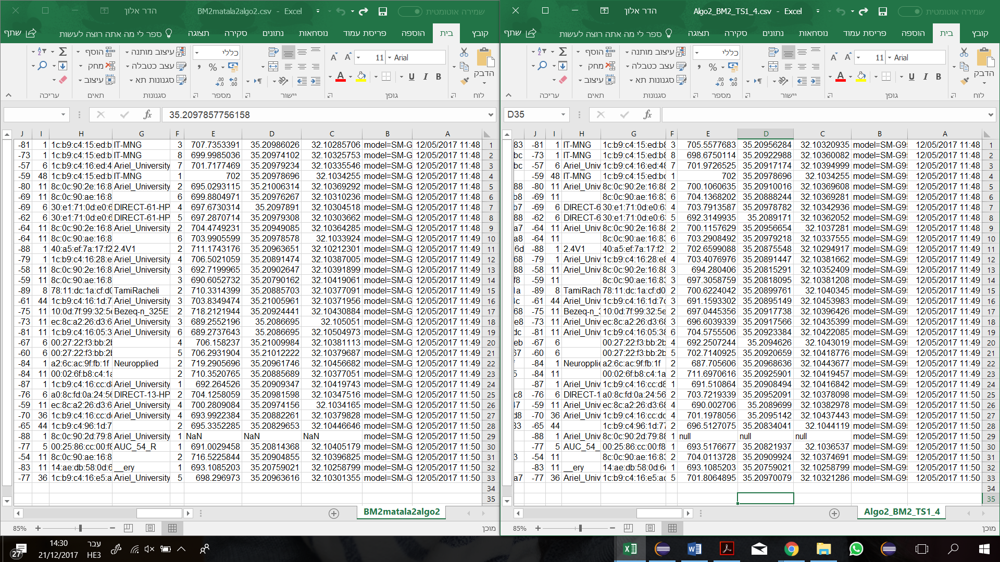 הדר אלון
BM2matala2algo2.csv - Excel
שמירה אוטומטית
קובץ בית הוספה פריסת עמוד נוסחאות נתונים סקירה תצוגה ספר לי מה אתה רוצה לעשות שתף
הדבק Arial 11 כללי עיצוב מותנה הוסף
B I U עצב כטבלה מחק
סגנונות תא עיצוב
לוח גופן יישור מספר סגנונות תאים עריכה
fx 35.2097857756158
J I H G F E D C B A
-81 1 1c:b9:c4:15:ed:b IT-MNG 3 707.7353391 35.20986026 32.10285706 model=SM-G 12/05/2017 11:48 1
-73 1 1c:b9:c4:15:ed:b IT-MNG 8 699.9985036 35.20974102 32.10325753 model=SM-G 12/05/2017 11:48 2
-57 6 1c:b9:c4:16:ed:4 Ariel_University 7 701.7177469 35.20979234 32.10335546 model=SM-G 12/05/2017 11:48 3
-59 48 1c:b9:c4:15:ed:b IT-MNG 1 702 35.20978696 32.1034255 model=SM-G 12/05/2017 11:48 4
-80 11 8c:0c:90:2e:16:8 Ariel_University 2 695.0293115 35.21006314 32.10369292 model=SM-G 12/05/2017 11:48 5
-69 11 8c:0c:90:ae:16:8 6 699.8804971 35.20976267 32.10310236 model=SM-G 12/05/2017 11:48 6
-69 6 30:e1:71:0d:e0:6 DIRECT-61-HP 4 697.6730314 35.2097891 32.10304518 model=SM-G 12/05/2017 11:48 7
-62 6 30:e1:71:0d:e0:6 DIRECT-61-HP 5 697.2870714 35.20979308 32.10303662 model=SM-G 12/05/2017 11:48 8
-64 11 8c:0c:90:2e:16:8 Ariel_University 2 704.4749231 35.20949085 32.10364285 model=SM-G 12/05/2017 11:49 9
-64 11 8c:0c:90:ae:16:8 6 703.9905599 35.20978578 32.1033924 model=SM-G 12/05/2017 11:49 10
-88 1 40:a5:ef:7a:17:f2 2.4V1 2 711.1743176 35.20963651 32.10212301 model=SM-G 12/05/2017 11:49 11
-79 1 1c:b9:c4:16:28:e Ariel_University 4 706.5021059 35.20891474 32.10387005 model=SM-G 12/05/2017 11:49 12
-58 11 8c:0c:90:2e:16:8 Ariel_University 3 692.7199965 35.20902647 32.10391899 model=SM-G 12/05/2017 11:49 13
-59 11 8c:0c:90:ae:16:8 3 690.6052732 35.20790162 32.10419061 model=SM-G 12/05/2017 11:49 14
-89 8 78:11:dc:1a:cf:d0 TamiRacheli 2 710.3314399 35.20885703 32.10377091 model=SM-G 12/05/2017 11:49 15
-61 44 1c:b9:c4:16:1d:7 Ariel_University 3 703.8349474 35.21005961 32.10371956 model=SM-G 12/05/2017 11:49 16
-75 11 10:0d:7f:99:32:5e Bezeq-n_325E 2 718.2121944 35.20924441 32.10430884 model=SM-G 12/05/2017 11:49 17
-73 11 ec:8c:a2:26:d3:6 Ariel_University 3 689.2552196 35.2086695 32.105051 model=SM-G 12/05/2017 11:49 18
-81 11 1c:b9:c4:16:05:3 Ariel_University 6 689.2737643 35.2086695 32.10504973 model=SM-G 12/05/2017 11:49 19
-67 6 00:27:22:f3:bb:2b 4 706.158237 35.21009984 32.10381113 model=SM-G 12/05/2017 11:49 20
-60 6 00:27:22:f3:bb:2b 5 706.2931904 35.21012222 32.10379687 model=SM-G 12/05/2017 11:49 21
-84 1 a2:6c:ac:9f:fb:1f Neuropplied 2 719.2905696 35.20961746 32.10456682 model=SM-G 12/05/2017 11:49 22
-84 11 00:02:6f:b8:c4:1a 2 710.3520765 35.20885689 32.10377051 model=SM-G 12/05/2017 11:49 23
-87 1 1c:b9:c4:16:cc:d8 Ariel_University 1 692.264526 35.20909347 32.10419743 model=SM-G 12/05/2017 11:49 24
-76 6 a0:8c:fd:0a:24:56 DIRECT-13-HP 2 704.1258059 35.20981598 32.10347516 model=SM-G 12/05/2017 11:50 25
-59 11 ec:8c:a2:26:d3:6 Ariel_University 4 700.2809084 35.20974156 32.1034165 model=SM-G 12/05/2017 11:50 26
-70 36 1c:b9:c4:16:cc:d Ariel_University 4 693.9922384 35.20882261 32.10379828 model=SM-G 12/05/2017 11:50 27
-65 44 1c:b9:c4:96:1d:7 2 695.3352285 35.20829653 32.10446646 model=SM-G 12/05/2017 11:50 28
-88 1 8c:0c:90:2d:79:8 Ariel_University 1 NaN NaN NaN model=SM-G 12/05/2017 11:50 29
-77 5 00:25:86:cc:00:f8 AUC_54_R 1 691.0029458 35.20814368 32.10405179 model=SM-G 12/05/2017 11:50 30
-54 11 8c:0c:90:ae:16:8 2 716.5225844 35.20904855 32.10396825 model=SM-G 12/05/2017 11:50 31
-83 11 14:ae:db:58:0d:6 __ery 1 693.1085203 35.20759021 32.10258799 model=SM-G 12/05/2017 11:50 32
-77 36 1c:b9:c4:16:e5:a Ariel_University 5 698.296973 35.20963616 32.10301355 model=SM-G 12/05/2017 11:50 33
34
35
BM2matala2algo2
85% מוכן
הדר אלון
Algo2_BM2_TS1_4.csv - Excel
שמירה אוטומטית
קובץ בית הוספה פריסת עמוד נוסחאות נתונים סקירה תצוגה ספר לי מה אתה רוצה לעשות שתף
הדבק Arial 11 כללי עיצוב מותנה הוסף
B I U עצב כטבלה מחק
סגנונות תא עיצוב
לוח גופן יישור מספר סגנונות תאים עריכה
D35 fx
J I H G F E D C B A
83 -81 1 IT-MNG 1c:b9:c4:15:ed:b8 3 705.5577683 35.20956284 32.10320935 model=SM-G9 12/05/2017 11:48 1
bc -73 1 IT-MNG 1c:b9:c4:15:ed:b8 8 698.6750114 35.20922988 32.10360082 model=SM-G9 12/05/2017 11:48 2
bc -57 6 Ariel_Univ 1c:b9:c4:16:ed:48 7 701.9726525 35.20917174 32.10394999 model=SM-G9 12/05/2017 11:48 3
-59 48 IT-MNG 1c:b9:c4:15:ed:bc 1 702 35.20978696 32.1034255 model=SM-G9 12/05/2017 11:48 4
88 -80 11 Ariel_Univ 8c:0c:90:2e:16:88 2 700.1060635 35.20910016 32.10369608 model=SM-G9 12/05/2017 11:48 5
b8 -69 11 8c:0c:90:ae:16:83 6 704.1368202 35.20888244 32.10369281 model=SM-G9 12/05/2017 11:48 6
b7 -69 6 DIRECT-6 30:e1:71:0d:e0:63 4 703.7913587 35.20978782 32.10342936 model=SM-G9 12/05/2017 11:48 7
88 -62 6 DIRECT-6 30:e1:71:0d:e0:63 5 692.3149935 35.2089171 32.10362052 model=SM-G9 12/05/2017 11:48 8
a7 -64 11 Ariel_Univ 8c:0c:90:2e:16:88 2 700.1157629 35.20956654 32.1037281 model=SM-G9 12/05/2017 11:49 9
a8 -64 11 8c:0c:90:ae:16:83 6 703.2908492 35.20979218 32.10337555 model=SM-G9 12/05/2017 11:49 10
6d -88 1 2.4V1 40:a5:ef:7a:17:f2 2 702.6599088 35.20875548 32.10294917 model=SM-G9 12/05/2017 11:49 11
68 -79 1 Ariel_Univ 1c:b9:c4:16:28:e8 4 703.4076976 35.20891447 32.10381662 model=SM-G9 12/05/2017 11:49 12
88 -58 11 Ariel_Univ 8c:0c:90:2e:16:88 3 694.280406 35.20815291 32.10352409 model=SM-G9 12/05/2017 11:49 13
f8 -59 11 8c:0c:90:ae:16:83 3 697.3058759 35.20818095 32.10381208 model=SM-G9 12/05/2017 11:49 14
1a -89 8 TamiRach 78:11:dc:1a:cf:d0 2 700.6224042 35.20899761 32.1040345 model=SM-G9 12/05/2017 11:49 15
4c -61 44 Ariel_Univ 1c:b9:c4:16:1d:7c 3 691.1593302 35.20895149 32.10453983 model=SM-G9 12/05/2017 11:49 16
68 -75 11 Bezeq-n_3 10:0d:7f:99:32:5e 2 697.0445356 35.20917738 32.10396426 model=SM-G9 12/05/2017 11:49 17
e8 -73 11 Ariel_Univ ec:8c:a2:26:d3:68 3 696.6039339 35.20917566 32.10435399 model=SM-G9 12/05/2017 11:49 18
dc -81 11 Ariel_Univ 1c:b9:c4:16:05:38 6 704.5755506 35.20923384 32.10422085 model=SM-G9 12/05/2017 11:49 19
eb -67 6 00:27:22:f3:bb:2b 4 692.2507244 35.2094626 32.1043019 model=SM-G9 12/05/2017 11:49 20
67 -60 6 00:27:22:f3:bb:2b 5 702.7140925 35.20920659 32.10418776 model=SM-G9 12/05/2017 11:49 21
-84 1 Neuropplie a2:6c:ac:9f:fb:1f 2 687.705606 35.20968636 32.10443677 model=SM-G9 12/05/2017 11:49 22
5 -84 11 00:02:6f:b8:c4:1a 2 711.6970616 35.20925901 32.10419457 model=SM-G9 12/05/2017 11:49 23
-87 1 Ariel_Univ 1c:b9:c4:16:cc:d8 1 691.510864 35.20908494 32.10416842 model=SM-G9 12/05/2017 11:49 24
c8 -76 6 DIRECT-1 a0:8c:fd:0a:24:56 2 703.7219339 35.20952091 32.10378098 model=SM-G9 12/05/2017 11:50 25
47 -59 11 Ariel_Univ ec:8c:a2:26:d3:68 4 690.002706 35.2089699 32.10382978 model=SM-G9 12/05/2017 11:50 26
d8 -70 36 Ariel_Univ 1c:b9:c4:16:cc:dc 4 701.1978056 35.2095142 32.10437443 model=SM-G9 12/05/2017 11:50 27
83 -65 44 1c:b9:c4:96:1d:77 2 696.5127075 35.20834041 32.1044119 model=SM-G9 12/05/2017 11:50 28
-88 1 Ariel_Univ 8c:0c:90:2d:79:88 1 null null null model=SM-G9 12/05/2017 11:50 29
-77 5 AUC_54_ 00:25:86:cc:00:f8 1 693.5176677 35.20821937 32.1036537 model=SM-G9 12/05/2017 11:50 30
3 -54 11 8c:0c:90:ae:16:83 2 704.0113728 35.20909924 32.10374691 model=SM-G9 12/05/2017 11:50 31
-83 11 __ery 14:ae:db:58:0d:6 1 693.1085203 35.20759021 32.10258799 model=SM-G9 12/05/2017 11:50 32
a7 -77 36 Ariel_Univ 1c:b9:c4:16:e5:ac 5 701.8064895 35.20970079 32.10321286 model=SM-G9 12/05/2017 11:50 33
34
35
Algo2_BM2_TS1_4
85% מוכן
27
14:30
21/12/2017
עבר
HE3